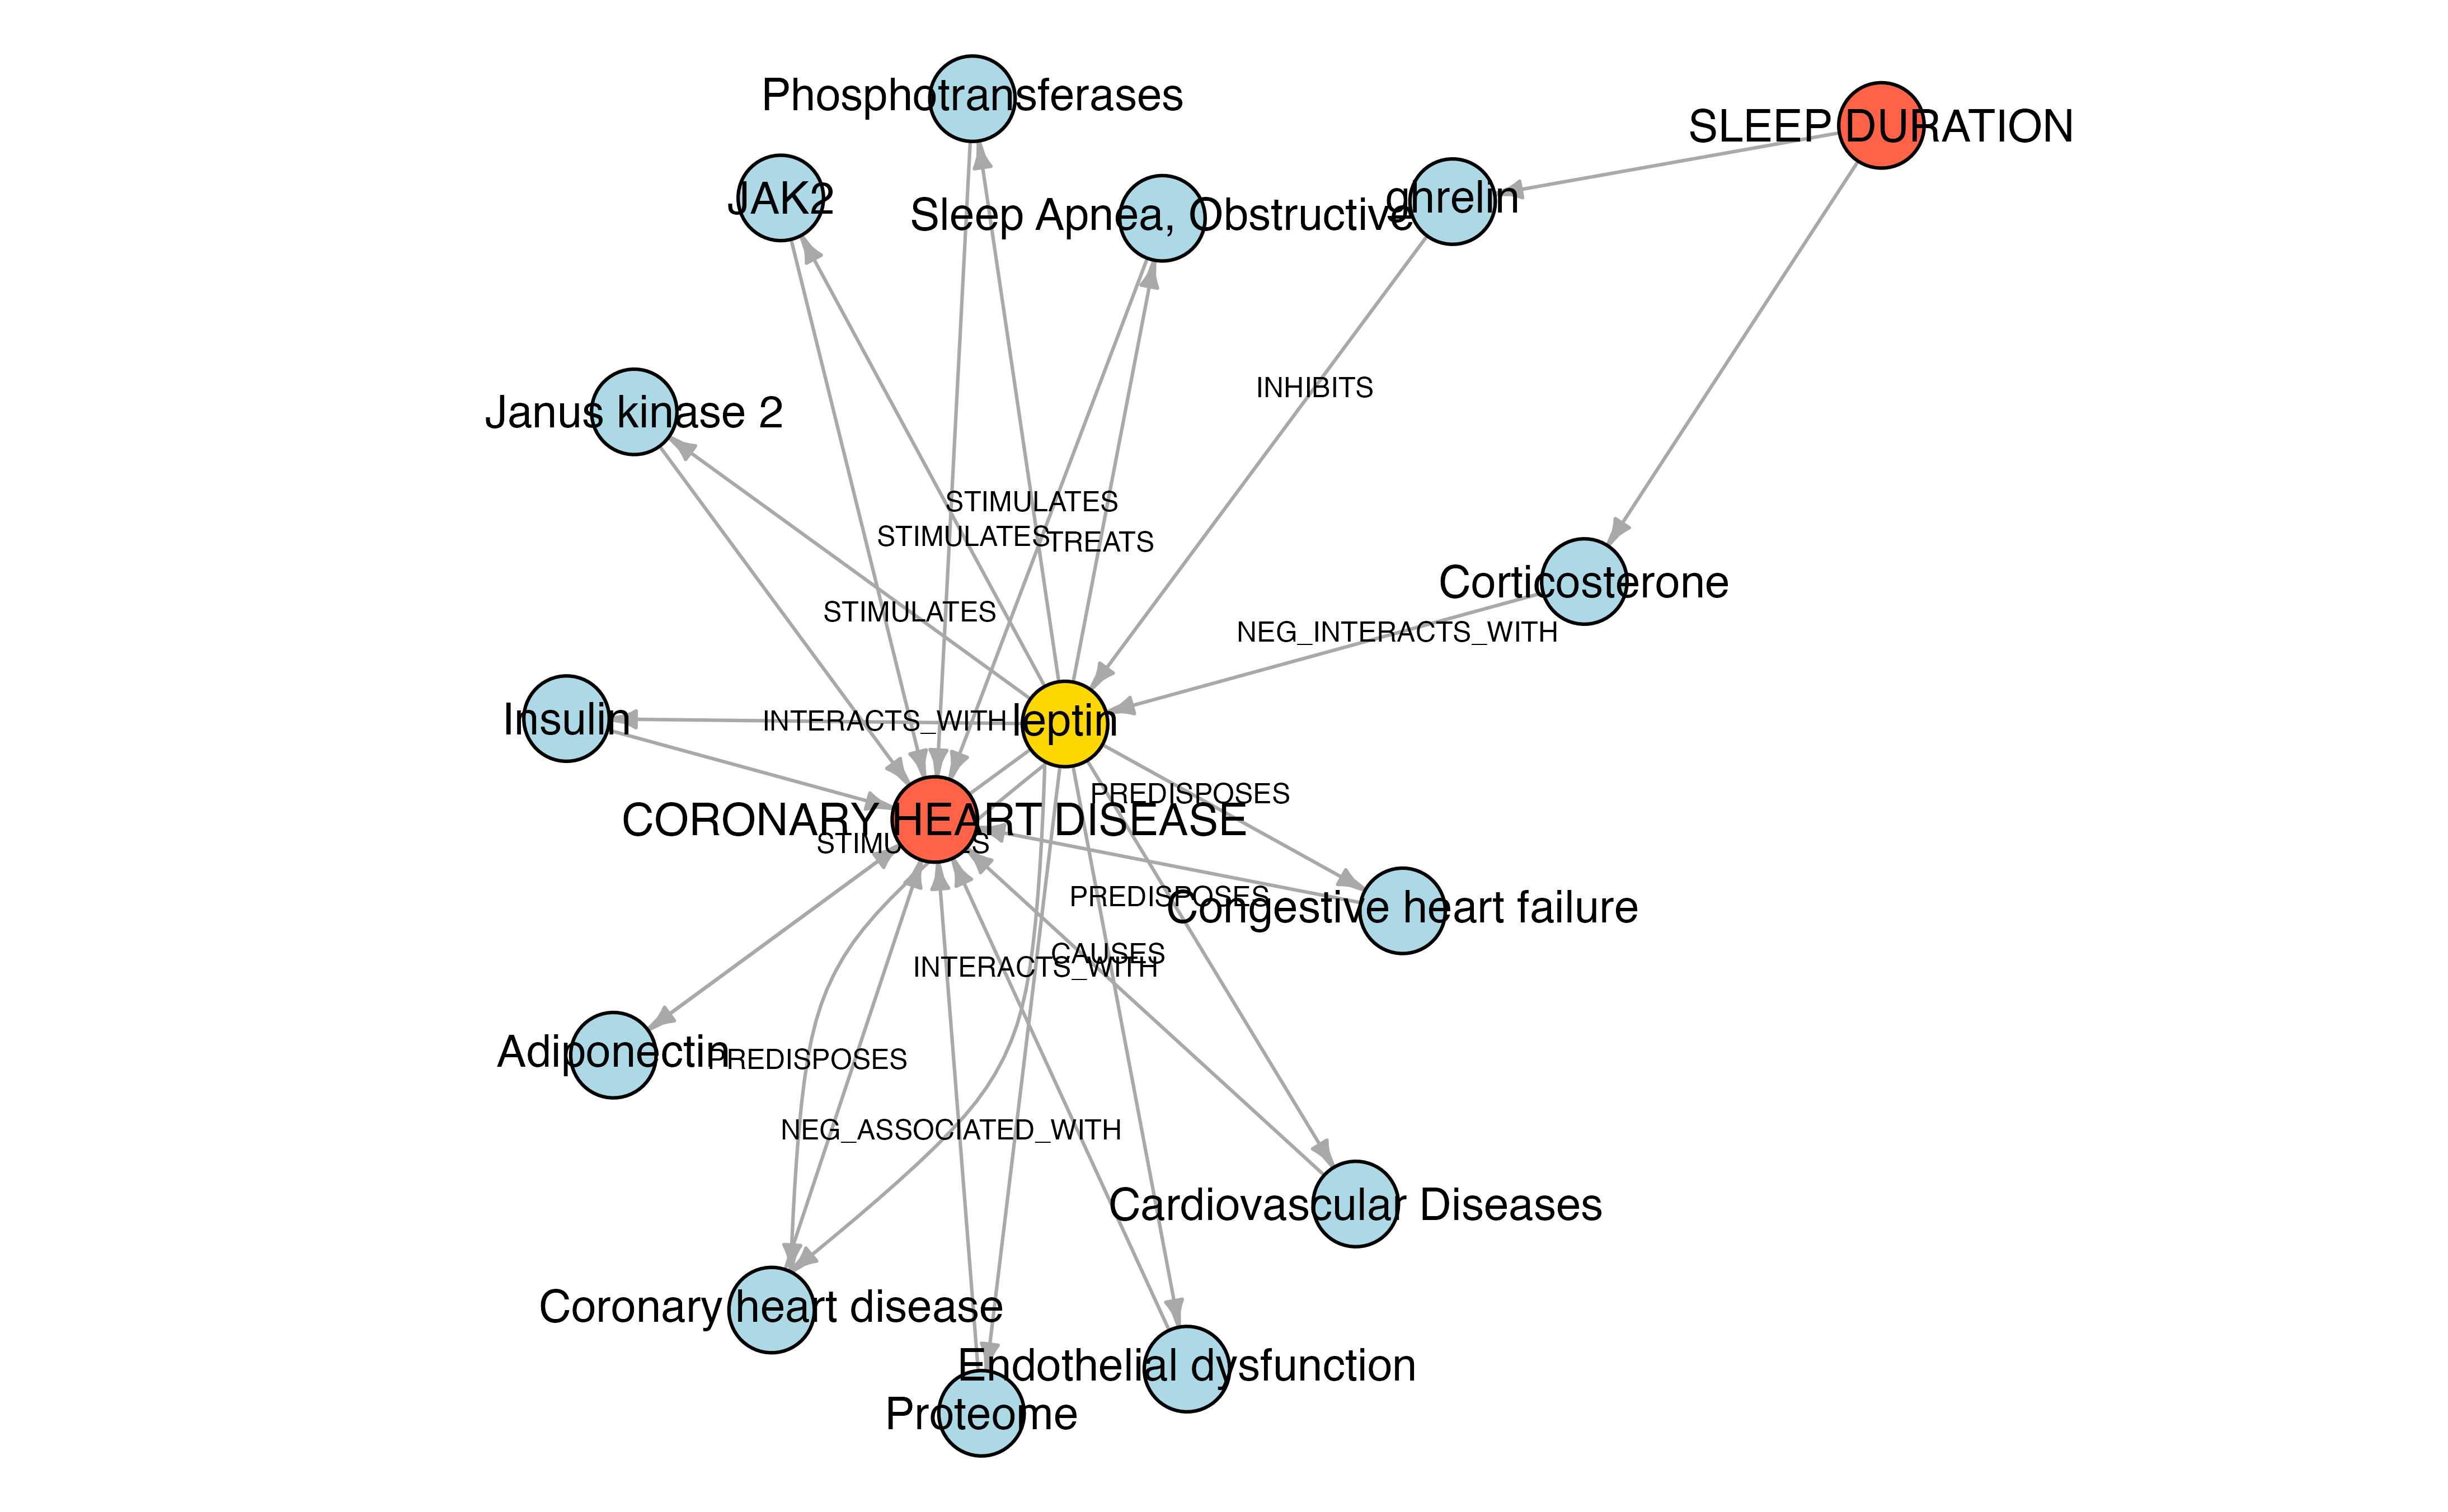 Phosphotransferases
SLEEP DURATION
JAK2
Sleep Apnea, Obstructive
ghrelin
INHIBITS
Janus kinase 2
STIMULATES
STIMULATES
TREATS
Corticosterone
STIMULATES
NEG_INTERACTS_WITH
Insulin
INTERACTS_WITH
leptin
PREDISPOSES
CORONARY HEART DISEASE
STIMULATES
PREDISPOSES
Congestive heart failure
CAUSES
INTERACTS_WITH
Adiponectin
PREDISPOSES
NEG_ASSOCIATED_WITH
Cardiovascular Diseases
Coronary heart disease
Endothelial dysfunction
Proteome